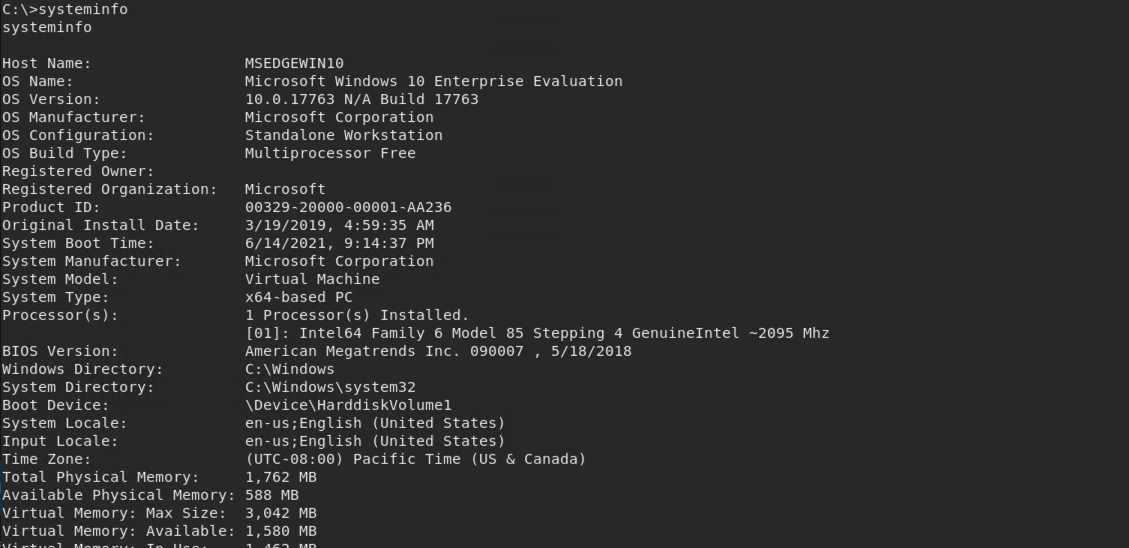 C:\>systeminfo
systeminfo
Host Name:                 MSEDGEWIN10
OS Name:                   Microsoft Windows 10 Enterprise Evaluation
OS Version:                10.0.17763 N/A Build 17763
OS Manufacturer:           Microsoft Corporation
OS Configuration:          Standalone Workstation
OS Build Type:             Multiprocessor Free
Registered Owner:
Registered Organization:   Microsoft
Product ID:                00329-20000-00001-AA236
Original Install Date:     3/19/2019, 4:59:35 AM
System Boot Time:          6/14/2021, 9:14:37 PM
System Manufacturer:       Microsoft Corporation
System Model:              Virtual Machine
System Type:               x64-based PC
Processor(s):              1 Processor(s) Installed.
                           [01]: Intel64 Family 6 Model 85 Stepping 4 GenuineIntel ~2095 Mhz
BIOS Version:              American Megatrends Inc. 090007 , 5/18/2018
Windows Directory:         C:\Windows
System Directory:          C:\Windows\system32
Boot Device:               \Device\HarddiskVolume1
System Locale:             en-us;English (United States)
Input Locale:              en-us;English (United States)
Time Zone:                 (UTC-08:00) Pacific Time (US & Canada)
Total Physical Memory:     1,762 MB
Available Physical Memory: 588 MB
Virtual Memory: Max Size:  3,042 MB
Virtual Memory: Available: 1,580 MB
Virtual Memory: In Use:    1,462 MB